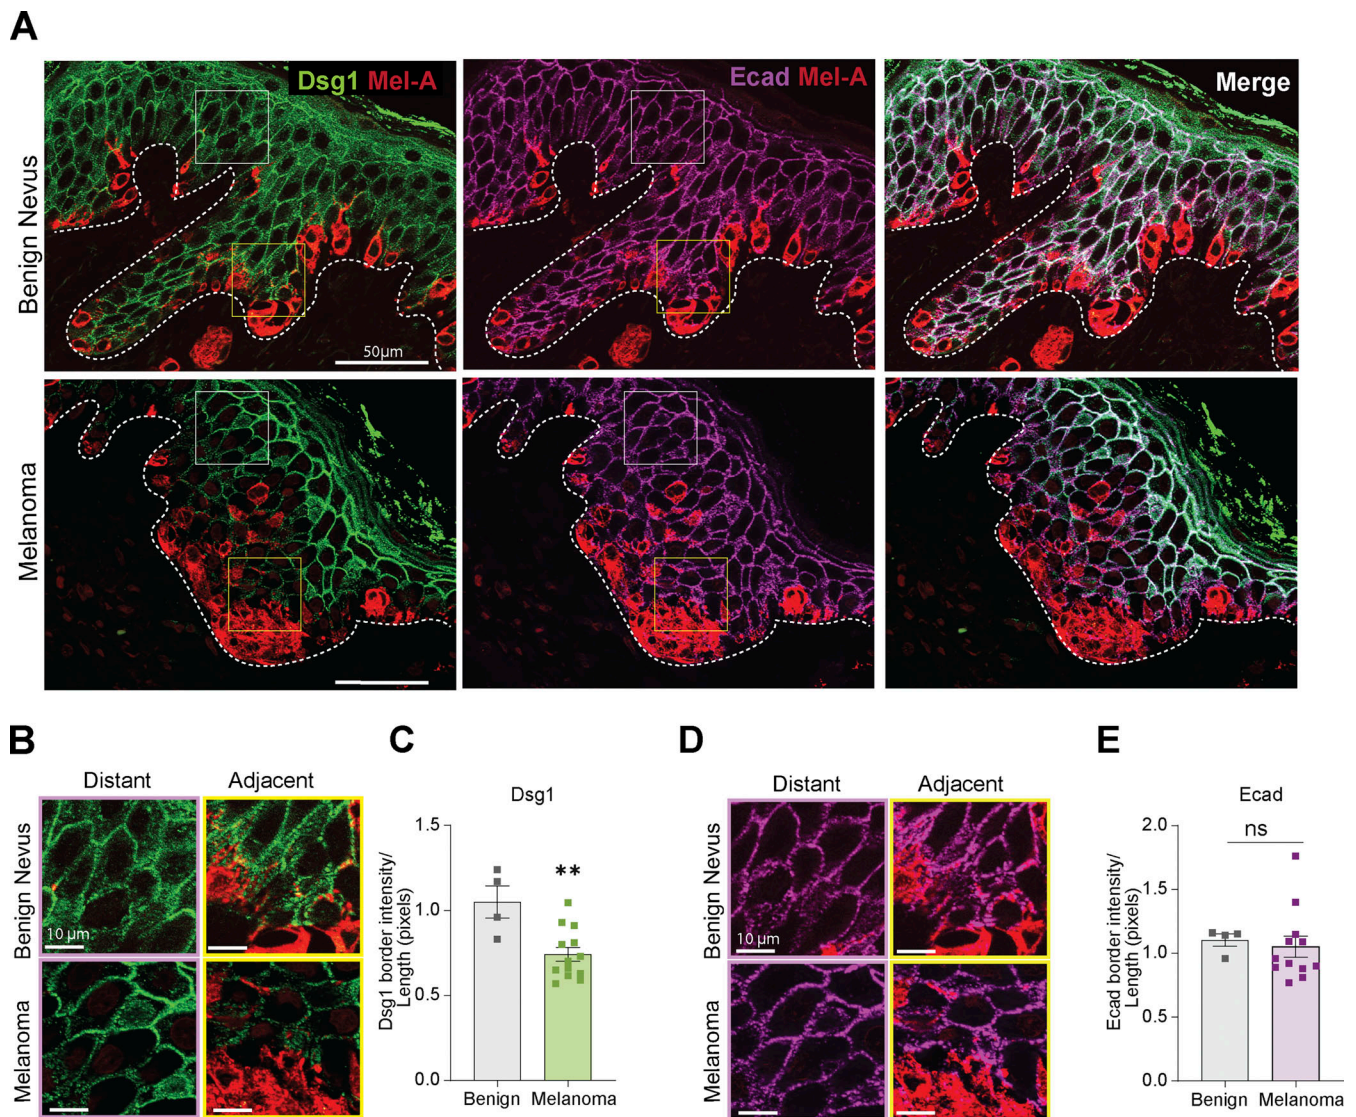 A
Dsg1 Mel-A
Ecad Mel-A
Merge
Benign Nevus
50µm
Melanoma
B
Distant
Adjacent
Benign Nevus
10 µm
Melanoma
C
Dsg1
Dsg1 border intensity/
Length (pixels)
1.5
1.0
0.5
0.0
**
Benign
Melanoma
D
Distant
Adjacent
Benign Nevus
10 µm
Melanoma
E
Ecad
Ecad border intensity/
Length (pixels)
2.0
1.5
1.0
0.5
0.0
ns
Benign
Melanoma